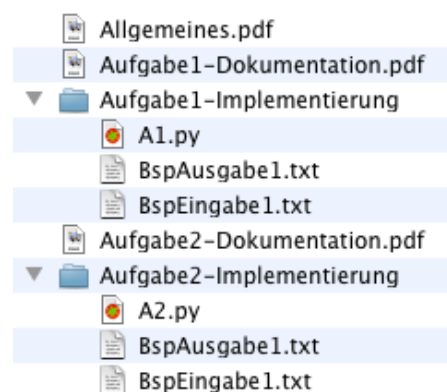 Allgemeines.pdf
Aufgabe1-Dokumentation.pdf
Aufgabe1-Implementierung
A1.py
BspAusgabe1.txt
BspEingabe1.txt
Aufgabe2-Dokumentation.pdf
Aufgabe2-Implementierung
A2.py
BspAusgabe1.txt
BspEingabe1.txt